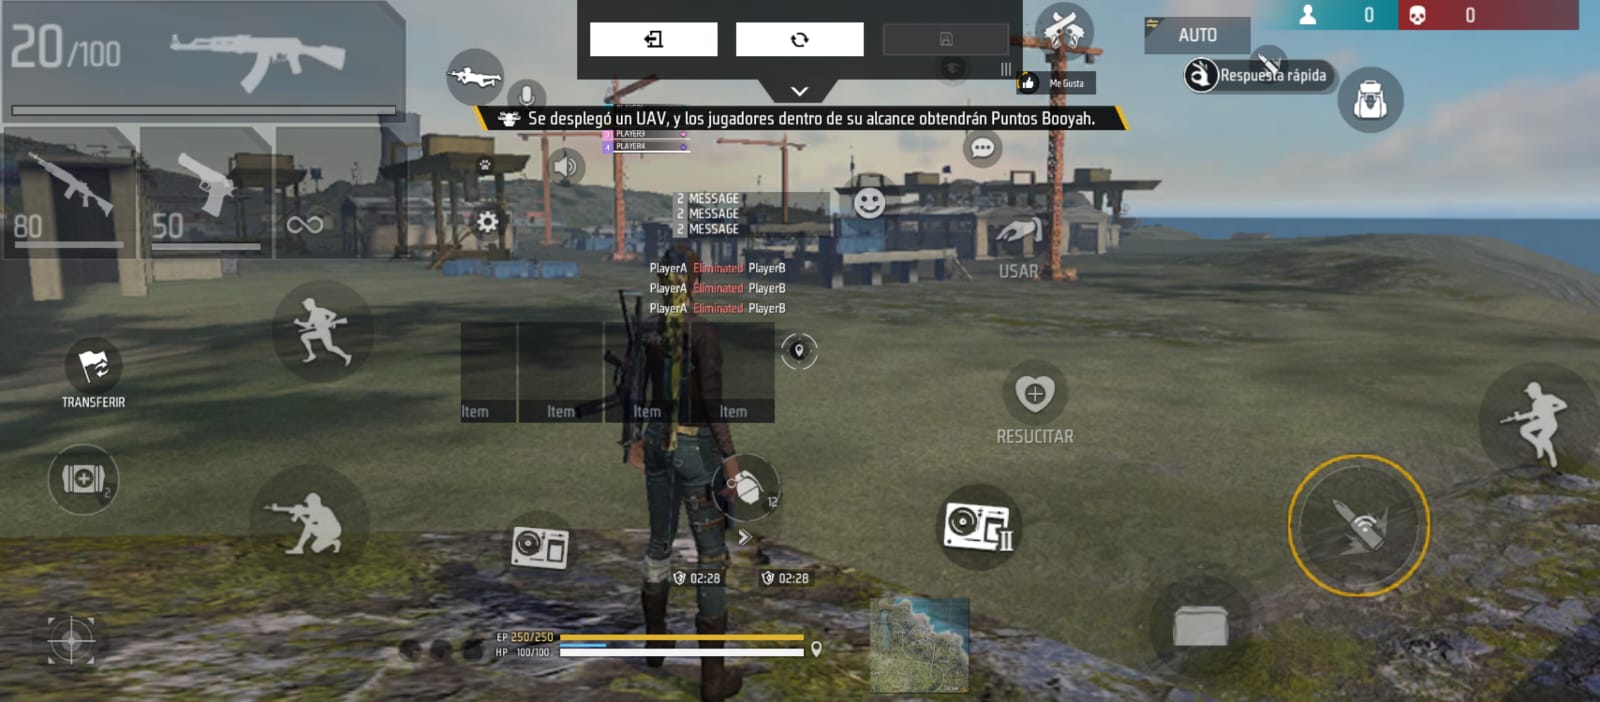 20/100
AUTO
0
0
Me Gusta
Respuesta rápida
Se desplegó un UAV, y los jugadores dentro de su alcance obtendrán Puntos Booyah.
3 PLAYER3
4 PLAYER4
80
50
2 MESSAGE
2 MESSAGE
2 MESSAGE
USAR
PlayerA Eliminated PlayerB
PlayerA Eliminated PlayerB
PlayerA Eliminated PlayerB
TRANSFERIR
Item Item Item Item
RESUCITAR
2
12
II
02:28 02:28
EP 250/250
HP 100/100